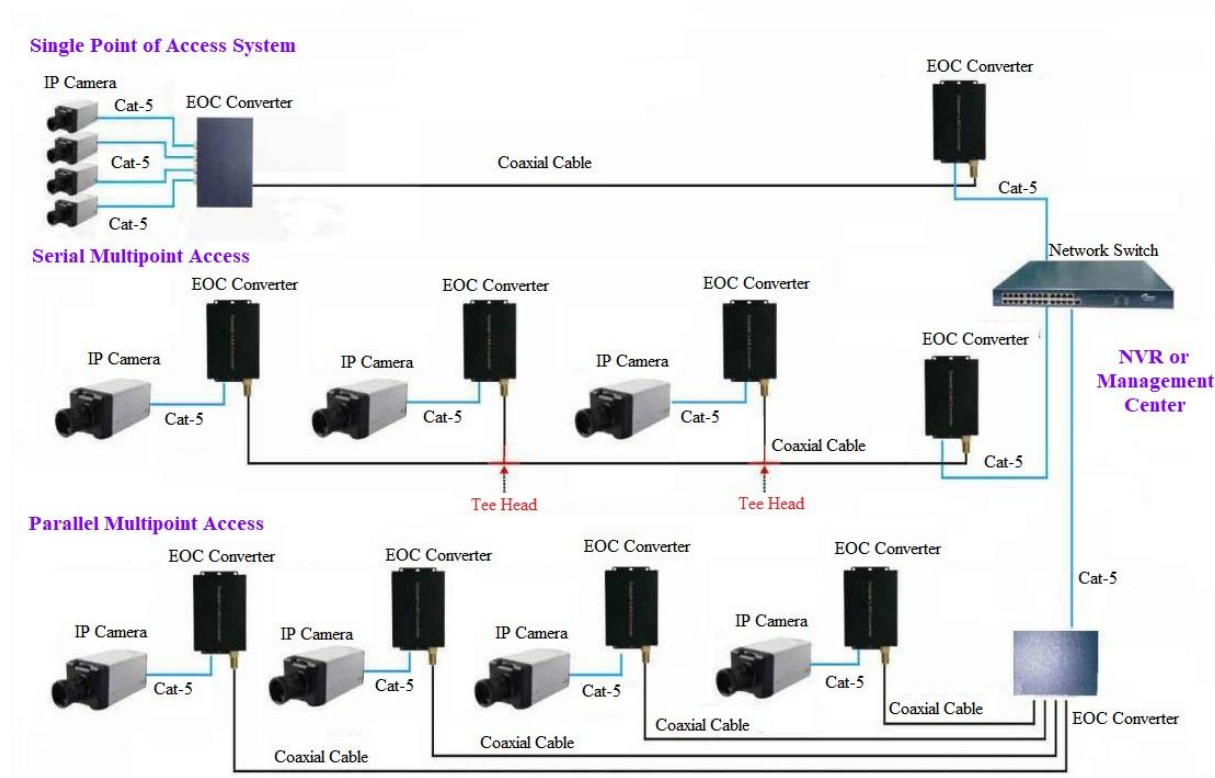 Single Point of Access System
IP Camera
Cat-5
EOC Converter
EOC Converter
Cat-5
Coaxial Cable
Cat-5
Cat-5
Network Switch
Serial Multipoint Access
EOC Converter
EOC Converter
EOC Converter
EOC Converter
IP Camera
IP Camera
IP Camera
NVR or
Management
Center
Cat-5
Cat-5
Cat-5
Coaxial Cable
Cat-5
Tee Head
Tee Head
Parallel Multipoint Access
EOC Converter
EOC Converter
EOC Converter
EOC Converter
Cat-5
IP Camera
IP Camera
IP Camera
IP Camera
Cat-5
Cat-5
Cat-5
Cat-5
Coaxial Cable
EOC Converter
Coaxial Cable
Coaxial Cable
Coaxial Cable